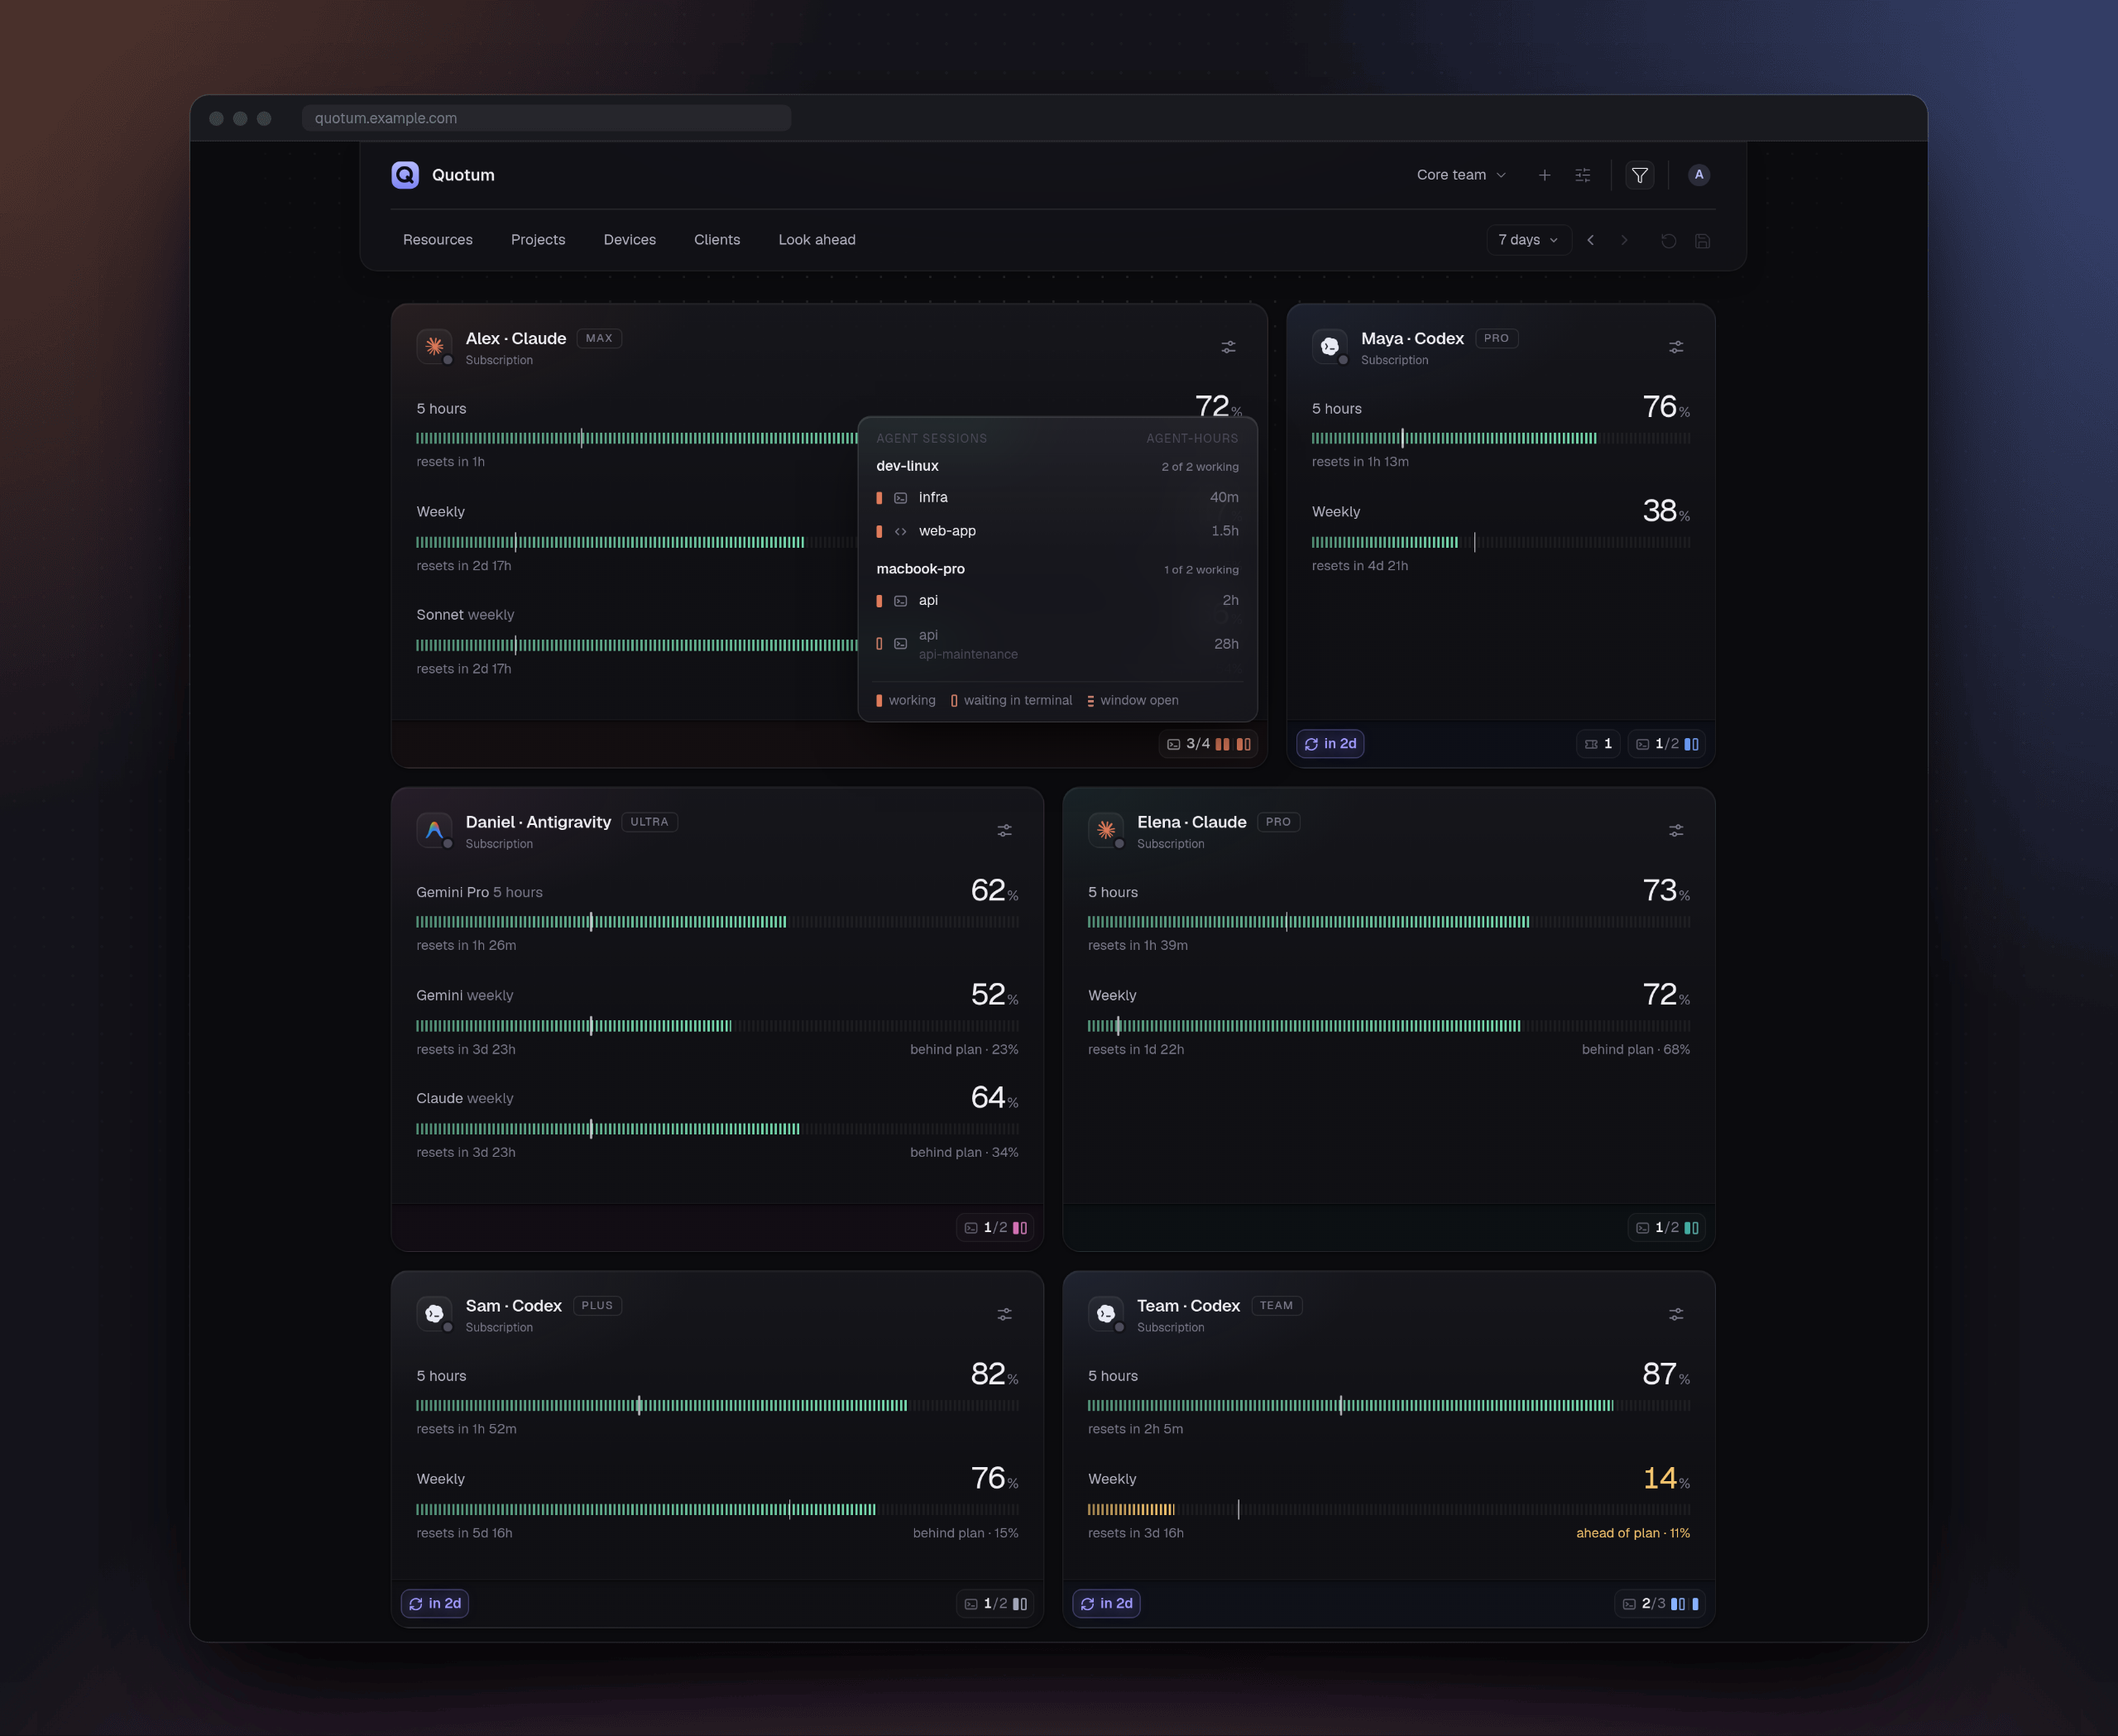 quotum.example.com
Quotum
Core team
A
Resources Projects Devices Clients Look ahead
7 days
Alex · Claude MAX
Subscription
5 hours
72%
resets in 1h
Weekly
resets in 2d 17h
Sonnet weekly
resets in 2d 17h
AGENT SESSIONS AGENT-HOURS
dev-linux 2 of 2 working
infra 40m
web-app 1.5h
macbook-pro 1 of 2 working
api 2h
api
api-maintenance
28h
working waiting in terminal window open
3/4
Maya · Codex PRO
Subscription
5 hours 76%
resets in 1h 13m
Weekly 38%
resets in 4d 21h
in 2d 1 1/2
Daniel · Antigravity ULTRA
Subscription
Gemini Pro 5 hours 62%
resets in 1h 26m
Gemini weekly 52%
resets in 3d 23h behind plan · 23%
Claude weekly 64%
resets in 3d 23h behind plan · 34%
1/2
Elena · Claude PRO
Subscription
5 hours 73%
resets in 1h 39m
Weekly 72%
resets in 1d 22h behind plan · 68%
1/2
Sam · Codex PLUS
Subscription
5 hours 82%
resets in 1h 52m
Weekly 76%
resets in 5d 16h behind plan · 15%
in 2d 1/2
Team · Codex TEAM
Subscription
5 hours 87%
resets in 2h 5m
Weekly 14%
resets in 3d 16h ahead of plan · 11%
in 2d 2/3